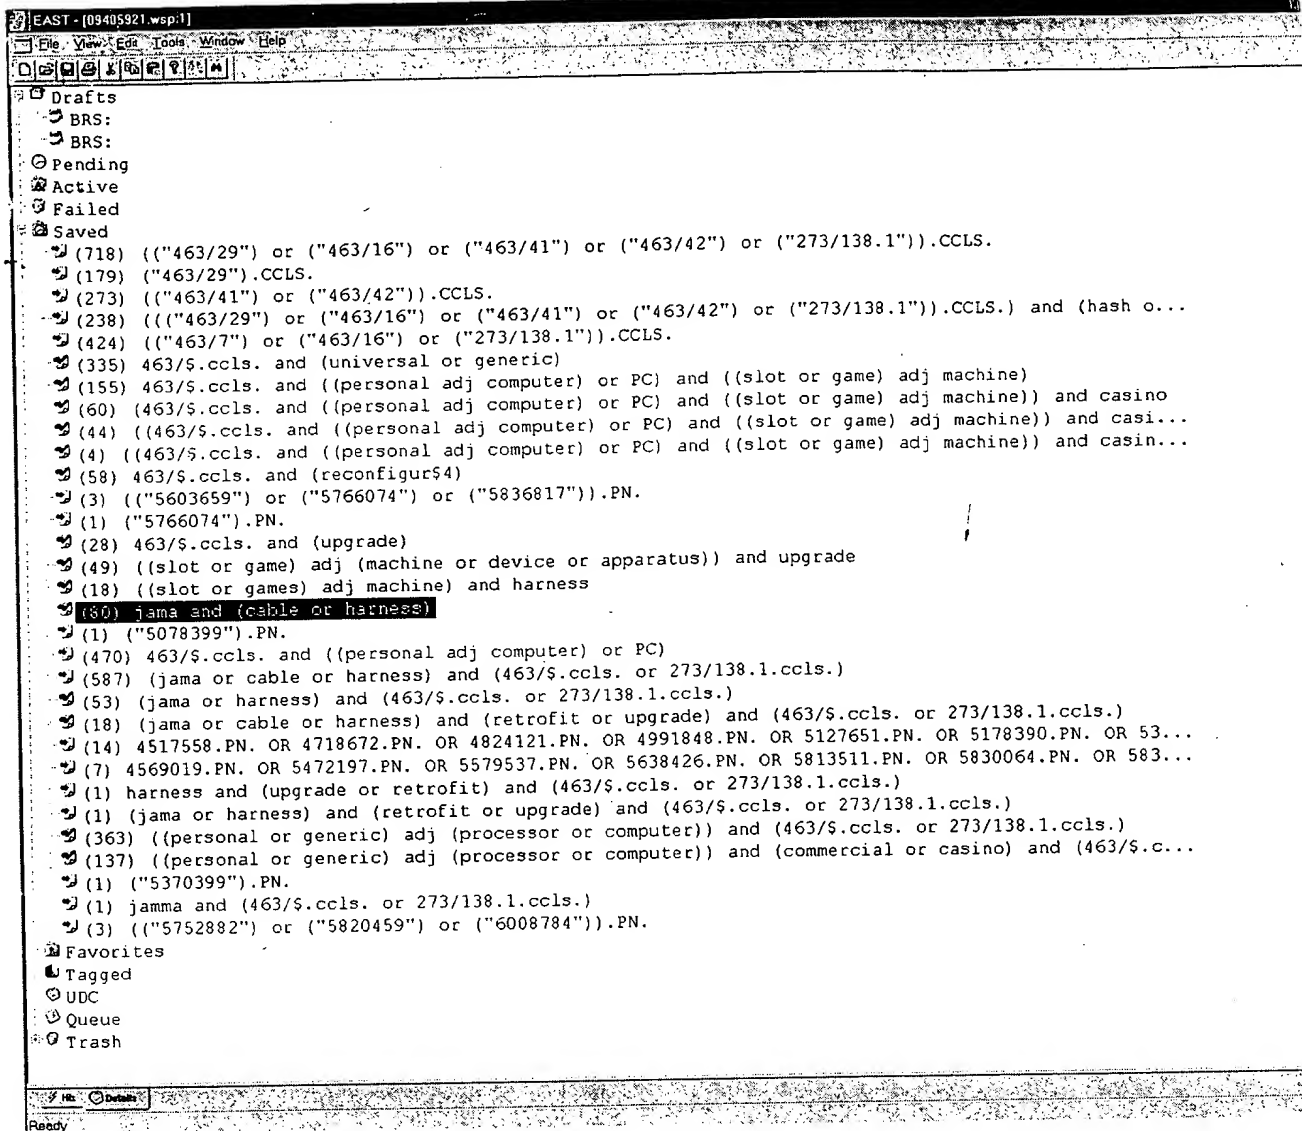 EAST - [09405921.wsp:1]
File View Edit Tools Window Help
Drafts
BRS:
BRS:
Pending
Active
Failed
Saved
(718) (("463/29") or ("463/16") or ("463/41") or ("463/42") or ("273/138.1")).CCLS.
(179) ("463/29").CCLS.
(273) (("463/41") or ("463/42")).CCLS.
(238) ((("463/29") or ("463/16") or ("463/41") or ("463/42") or ("273/138.1")).CCLS.) and (hash o...
(424) (("463/7") or ("463/16") or ("273/138.1")).CCLS.
(335) 463/$.ccls. and (universal or generic)
(155) 463/$.ccls. and ((personal adj computer) or PC) and ((slot or game) adj machine)
(60) (463/$.ccls. and ((personal adj computer) or PC) and ((slot or game) adj machine)) and casino
(44) ((463/$.ccls. and ((personal adj computer) or PC) and ((slot or game) adj machine)) and casi...
(4) ((463/$.ccls. and ((personal adj computer) or PC) and ((slot or game) adj machine)) and casin...
(58) 463/$.ccls. and (reconfigur$4)
(3) (("5603659") or ("5766074") or ("5836817")).PN.
(1) ("5766074").PN.
(28) 463/$.ccls. and (upgrade)
(49) ((slot or game) adj (machine or device or apparatus)) and upgrade
(18) ((slot or games) adj machine) and harness
(80) jama and (cable or harness)
(1) ("5078399").PN.
(470) 463/$.ccls. and ((personal adj computer) or PC)
(587) (jama or cable or harness) and (463/$.ccls. or 273/138.1.ccls.)
(53) (jama or harness) and (463/$.ccls. or 273/138.1.ccls.)
(18) (jama or cable or harness) and (retrofit or upgrade) and (463/$.ccls. or 273/138.1.ccls.)
(14) 4517558.PN. OR 4718672.PN. OR 4824121.PN. OR 4991848.PN. OR 5127651.PN. OR 5178390.PN. OR 53...
(7) 4569019.PN. OR 5472197.PN. OR 5579537.PN. OR 5638426.PN. OR 5813511.PN. OR 5830064.PN. OR 583...
(1) harness and (upgrade or retrofit) and (463/$.ccls. or 273/138.1.ccls.)
(1) (jama or harness) and (retrofit or upgrade) and (463/$.ccls. or 273/138.1.ccls.)
(363) ((personal or generic) adj (processor or computer)) and (463/$.ccls. or 273/138.1.ccls.)
(137) ((personal or generic) adj (processor or computer)) and (commercial or casino) and (463/$.c...
(1) ("5370399").PN.
(1) jamma and (463/$.ccls. or 273/138.1.ccls.)
(3) (("5752882") or ("5820459") or ("6008784")).PN.
Favorites
Tagged
UDC
Queue
Trash
Hits Details
Ready